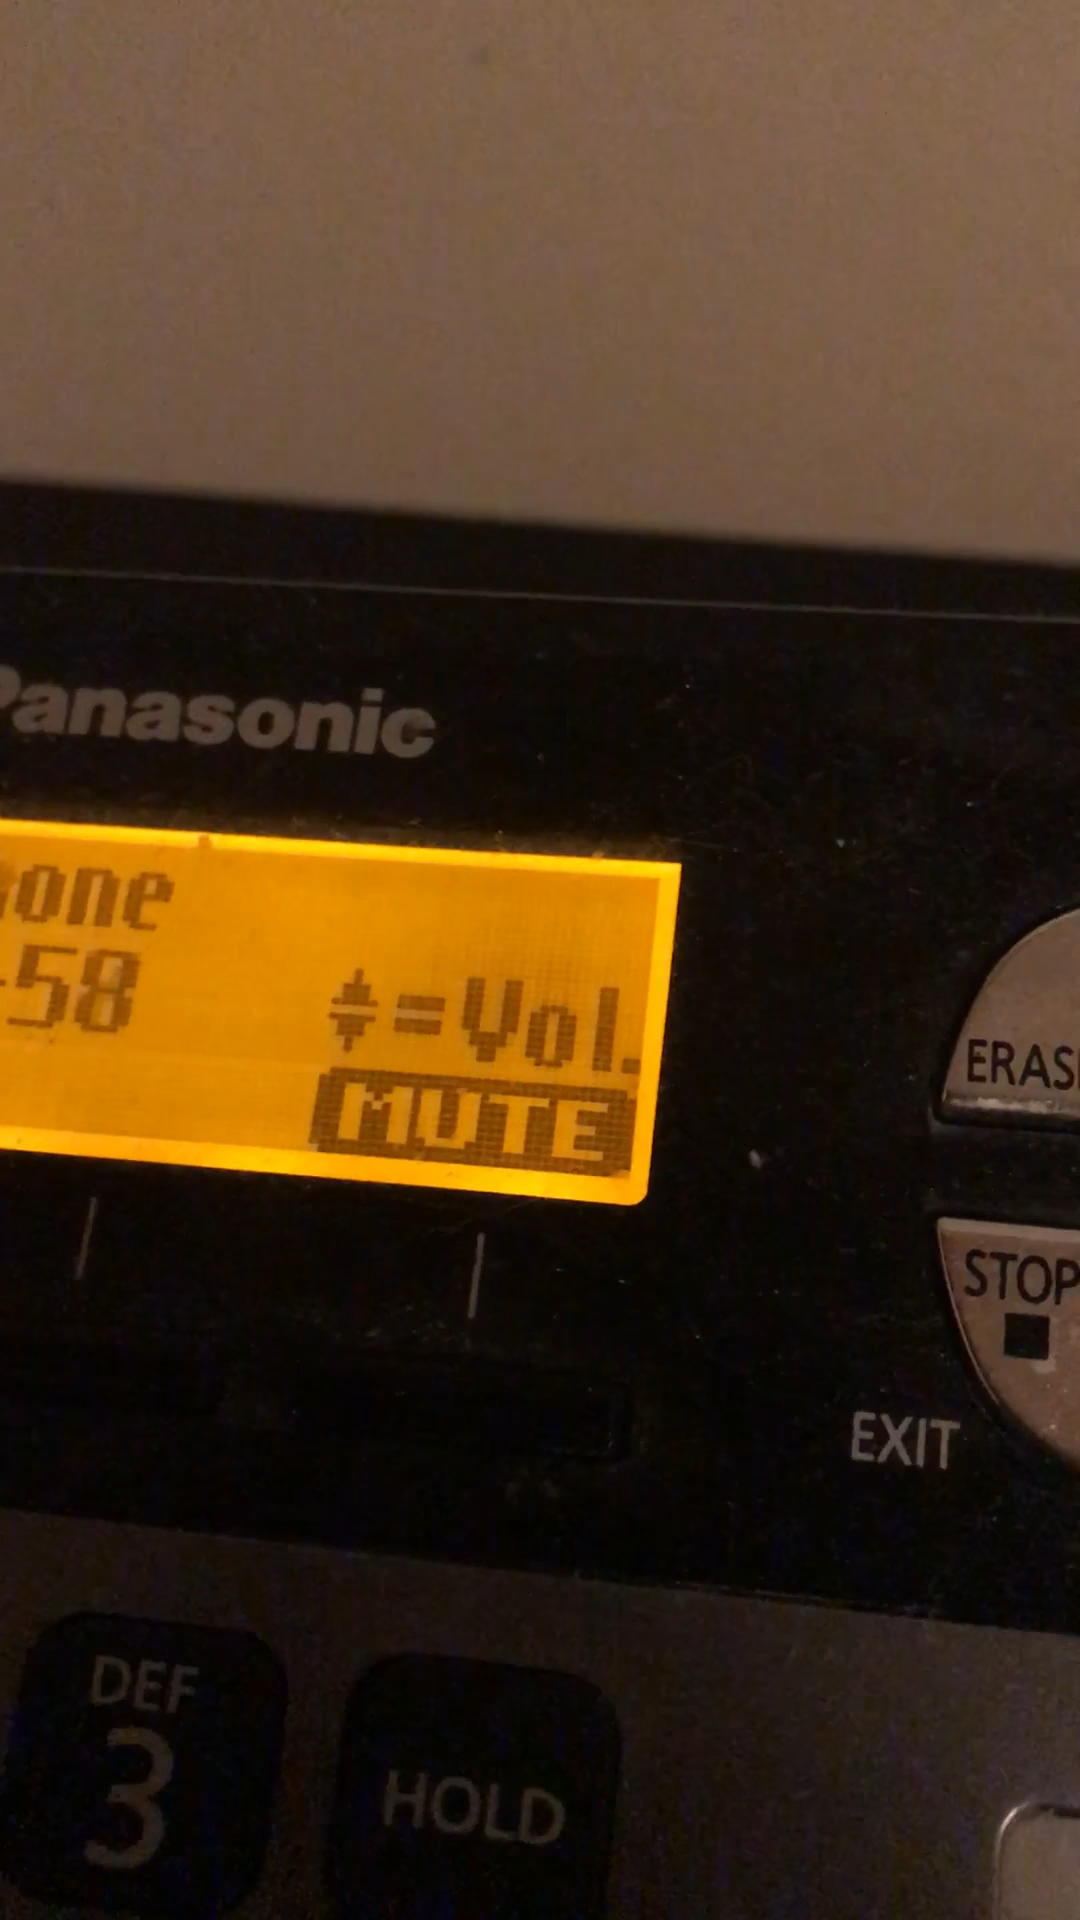 Panasonic
one
-58 ♦=Vol.
MUTE
ERAS
STOP
EXIT
DEF
3
HOLD